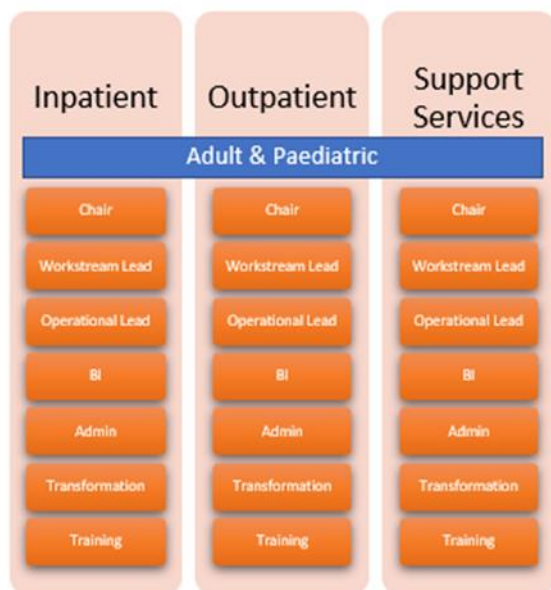 Inpatient
Outpatient
Support
Services
Adult & Paediatric
Chair
Workstream Lead
Operational Lead
BI
Admin
Transformation
Training
Chair
Workstream Lead
Operational Lead
BI
Admin
Transformation
Training
Chair
Workstream Lead
Operational Lead
BI
Admin
Transformation
Training